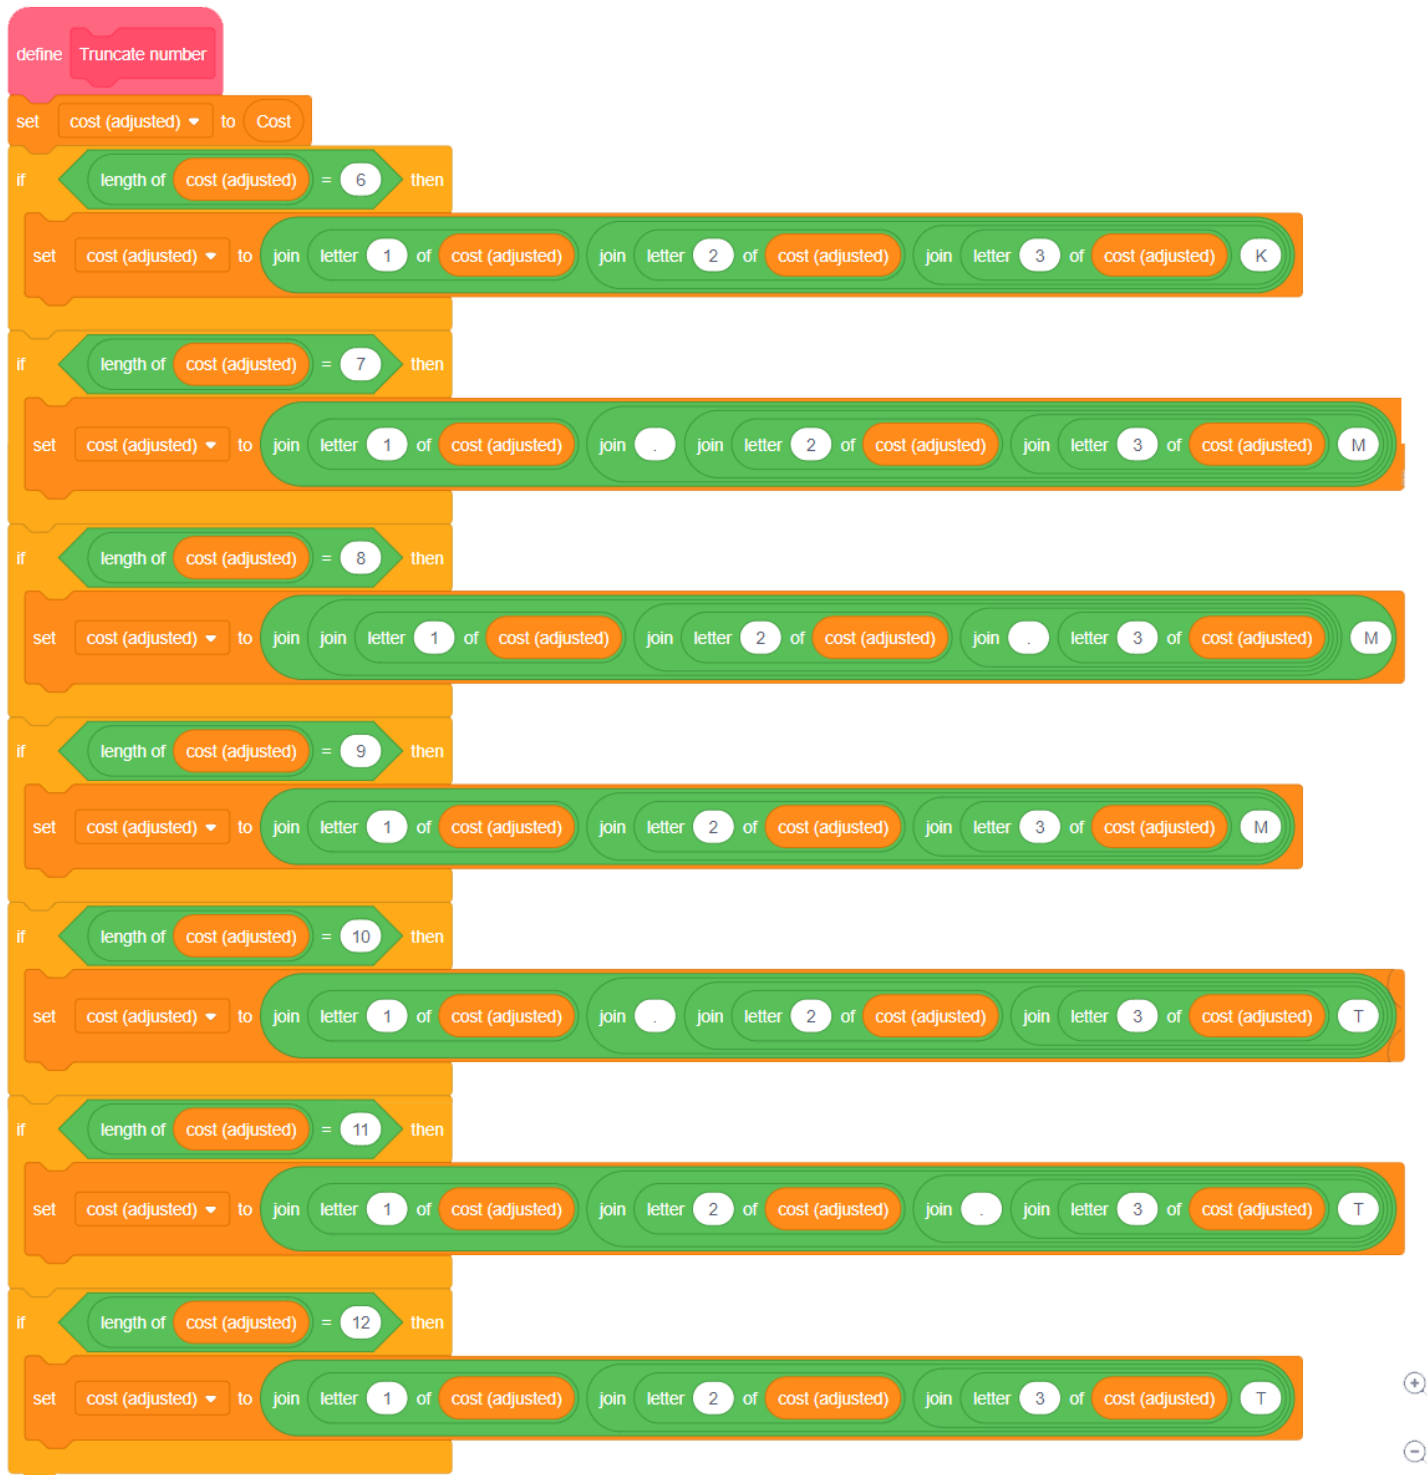 define Truncate number
set cost (adjusted) to Cost
if length of cost (adjusted) = 6 then
set cost (adjusted) to join letter 1 of cost (adjusted) join letter 2 of cost (adjusted) join letter 3 of cost (adjusted) K
if length of cost (adjusted) = 7 then
set cost (adjusted) to join letter 1 of cost (adjusted) join . join letter 2 of cost (adjusted) join letter 3 of cost (adjusted) M
if length of cost (adjusted) = 8 then
set cost (adjusted) to join join letter 1 of cost (adjusted) join letter 2 of cost (adjusted) join . letter 3 of cost (adjusted) M
if length of cost (adjusted) = 9 then
set cost (adjusted) to join letter 1 of cost (adjusted) join letter 2 of cost (adjusted) join letter 3 of cost (adjusted) M
if length of cost (adjusted) = 10 then
set cost (adjusted) to join letter 1 of cost (adjusted) join . join letter 2 of cost (adjusted) join letter 3 of cost (adjusted) T
if length of cost (adjusted) = 11 then
set cost (adjusted) to join letter 1 of cost (adjusted) join letter 2 of cost (adjusted) join . join letter 3 of cost (adjusted) T
if length of cost (adjusted) = 12 then
set cost (adjusted) to join letter 1 of cost (adjusted) join letter 2 of cost (adjusted) join letter 3 of cost (adjusted) T